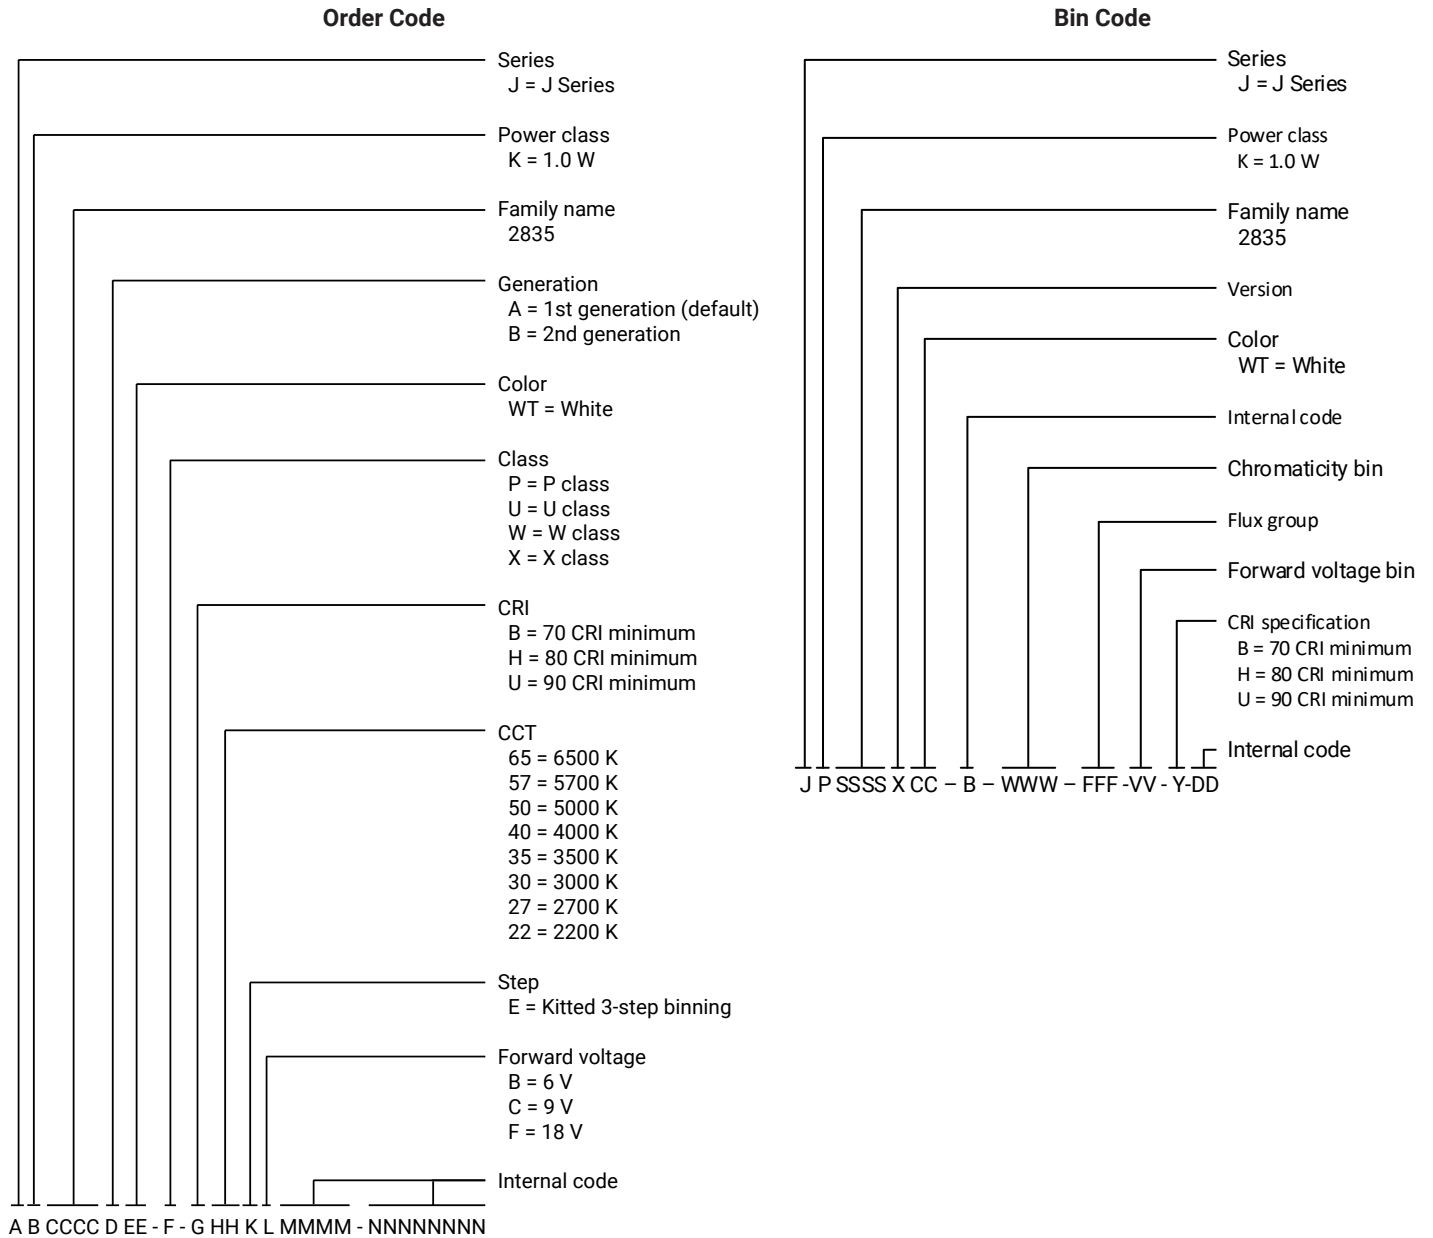 Order Code
Series
J = J Series
Power class
K = 1.0 W
Family name
2835
Generation
A = 1st generation (default)
B = 2nd generation
Color
WT = White
Class
P = P class
U = U class
W = W class
X = X class
CRI
B = 70 CRI minimum
H = 80 CRI minimum
U = 90 CRI minimum
CCT
65 = 6500 K
57 = 5700 K
50 = 5000 K
40 = 4000 K
35 = 3500 K
30 = 3000 K
27 = 2700 K
22 = 2200 K
Step
E = Kitted 3-step binning
Forward voltage
B = 6 V
C = 9 V
F = 18 V
Internal code
A B CCCC D EE - F - G HH K L MMMM - NNNNNNNN
Bin Code
Series
J = J Series
Power class
K = 1.0 W
Family name
2835
Version
Color
WT = White
Internal code
Chromaticity bin
Flux group
Forward voltage bin
CRI specification
B = 70 CRI minimum
H = 80 CRI minimum
U = 90 CRI minimum
Internal code
J P SSSS X CC – B – WWW – FFF -VV - Y-DD